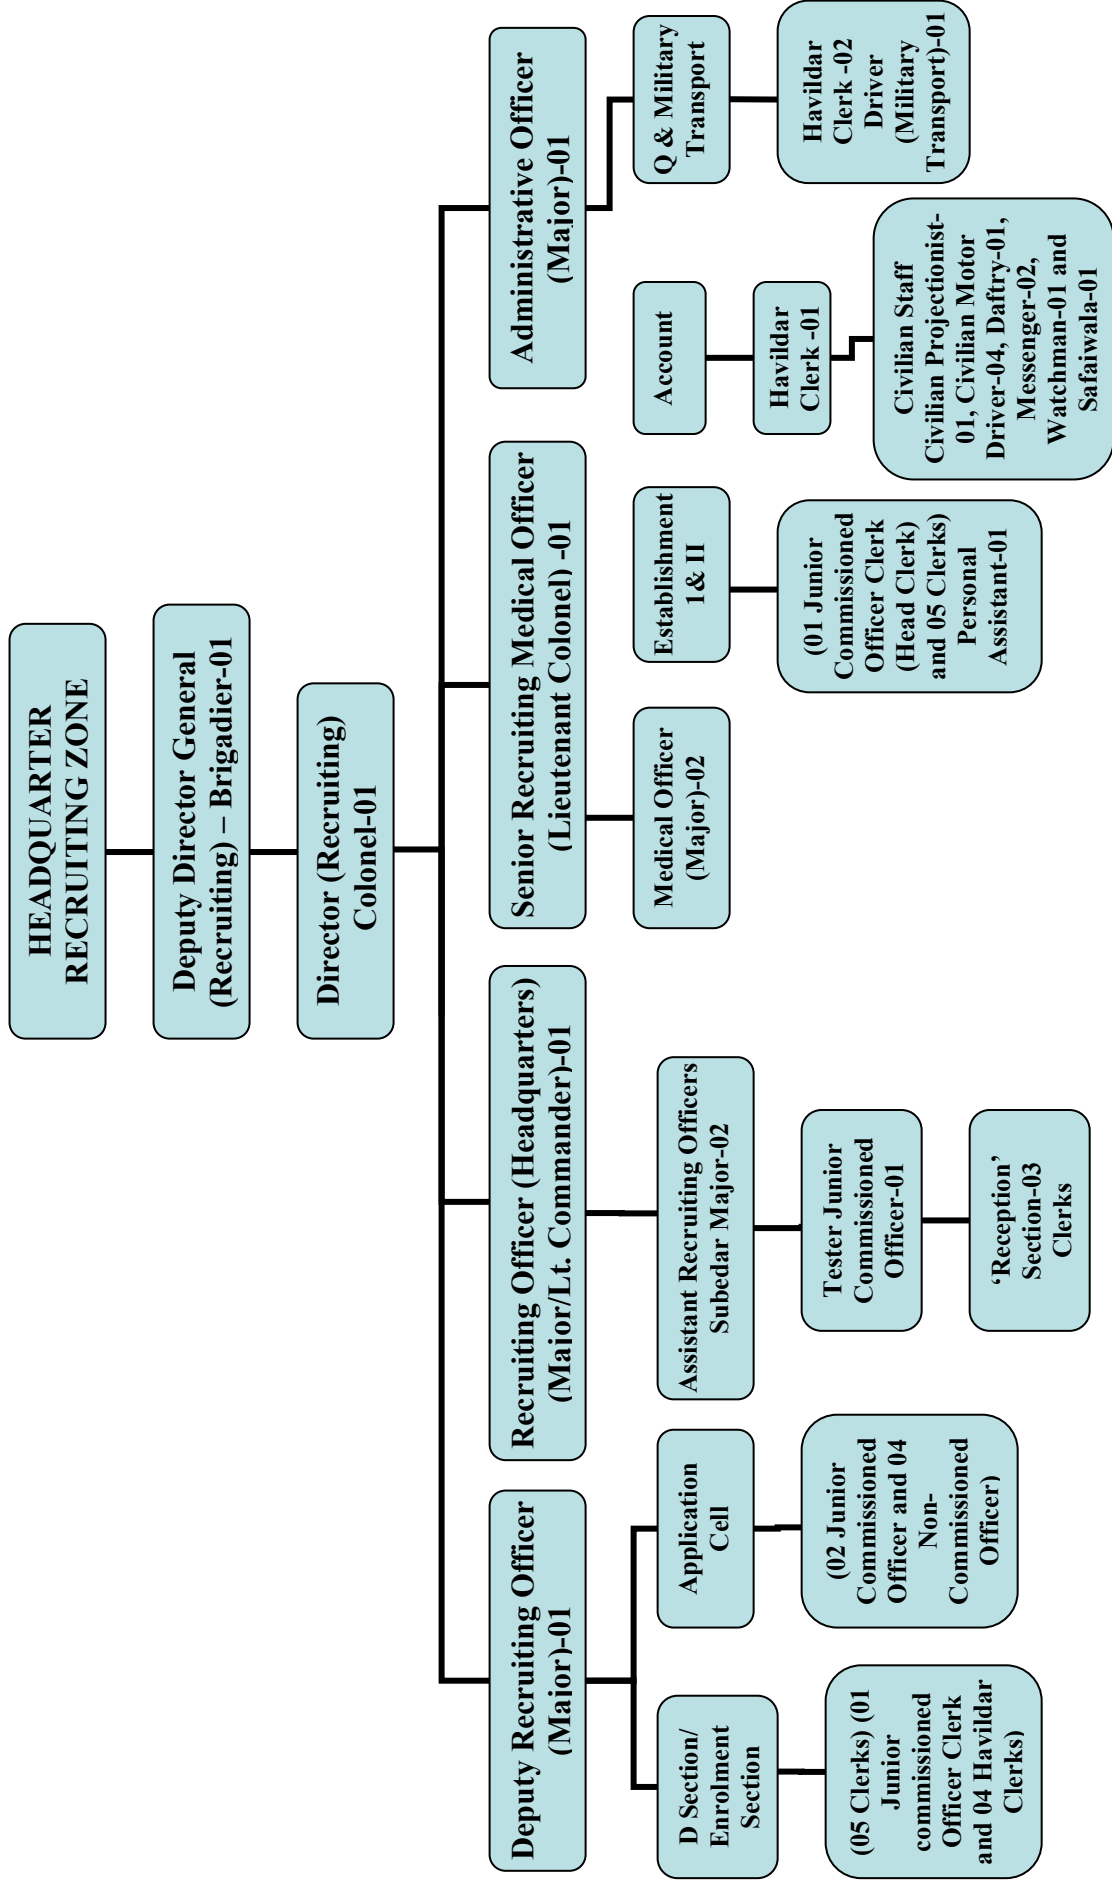 HEADQUARTER
RECRUITING ZONE
Deputy Director General
(Recruiting) – Brigadier-01
Director (Recruiting)
Colonel-01
Deputy Recruiting Officer
(Major)-01
Recruiting Officer (Headquarters)
(Major/Lt. Commander)-01
Senior Recruiting Medical Officer
(Lieutenant Colonel) -01
Administrative Officer
(Major)-01
D Section/
Enrolment
Section
(05 Clerks) (01
Junior
commissioned
Officer Clerk
and 04 Havildar
Clerks)
Application
Cell
(02 Junior
Commissioned
Officer and 04
Non-
Commissioned
Officer)
Assistant Recruiting Officers
Subedar Major-02
Tester Junior
Commissioned
Officer-01
‘Reception’
Section-03
Clerks
Medical Officer
(Major)-02
Establishment
1& II
(01 Junior
Commissioned
Officer Clerk
(Head Clerk)
and 05 Clerks)
Personal
Assistant-01
Account
Havildar
Clerk -01
Civilian Staff
Civilian Projectionist-
01, Civilian Motor
Driver-04, Daftry-01,
Messenger-02,
Watchman-01 and
Safaiwala-01
Q & Military
Transport
Havildar
Clerk -02
Driver
(Military
Transport)-01